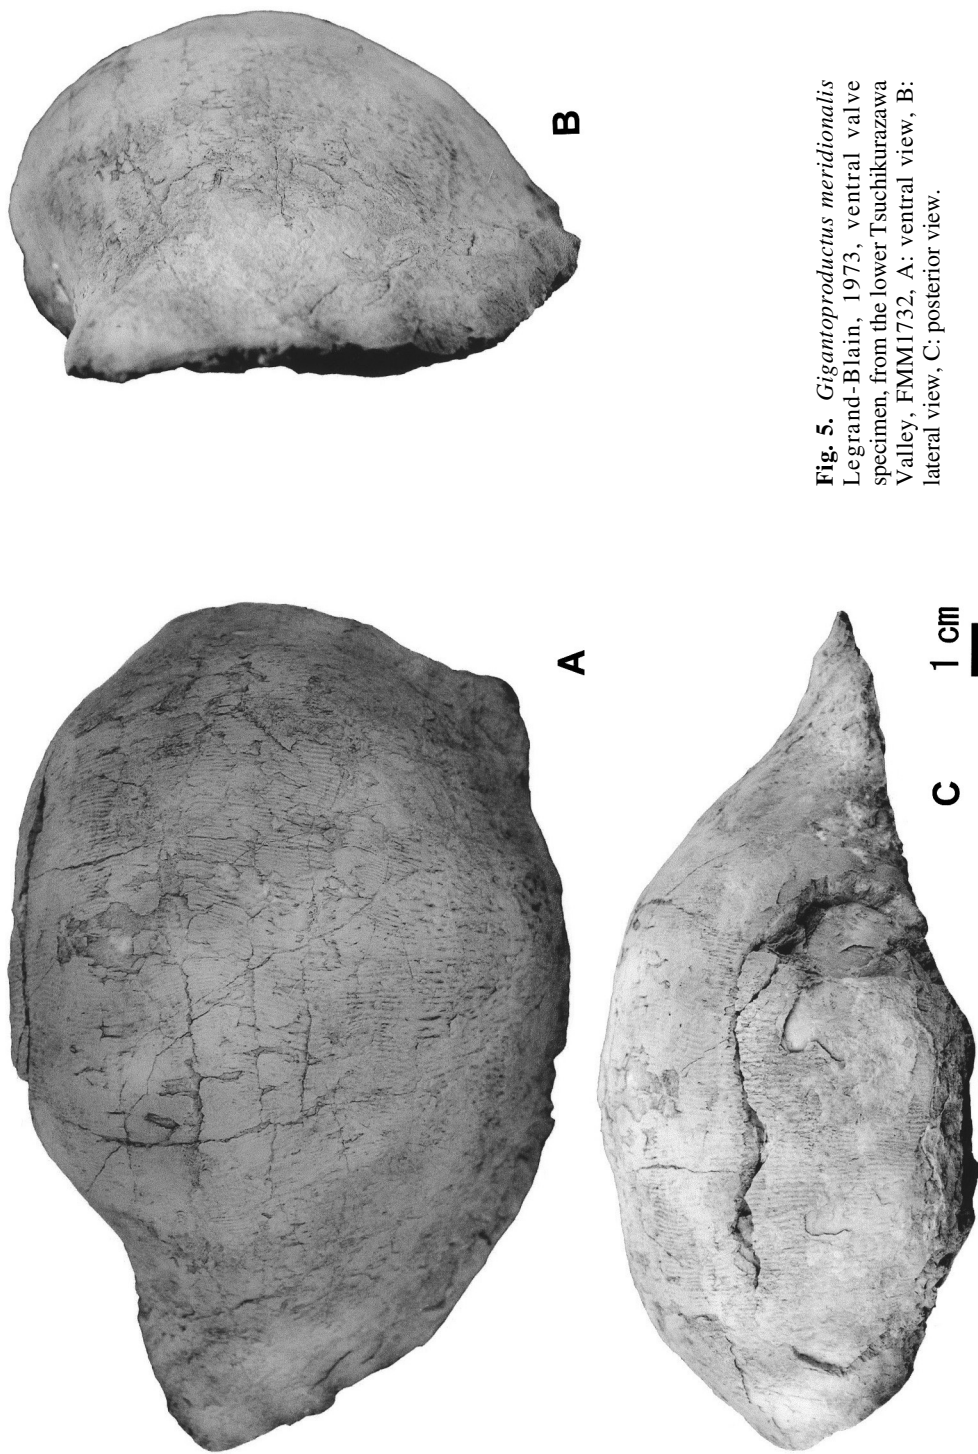 A
B
C
1 cm
Fig. 5. Gigantoproductus meridionalis
Legrand-Blain, 1973, ventral valve
specimen, from the lower Tsuchikurazawa
Valley, FMM1732, A: ventral view, B:
lateral view, C: posterior view.